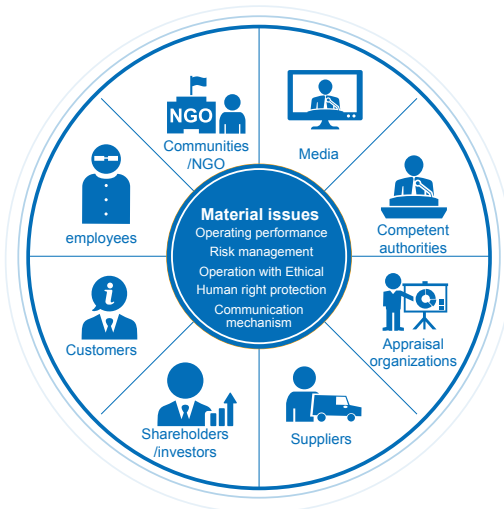 NGO
Communities
/NGO
Media
employees
Competent
authorities
Material issues
Operating performance
Risk management
Operation with Ethical
Human right protection
Communication
mechanism
i
Customers
Appraisal
organizations
Shareholders
/investors
Suppliers